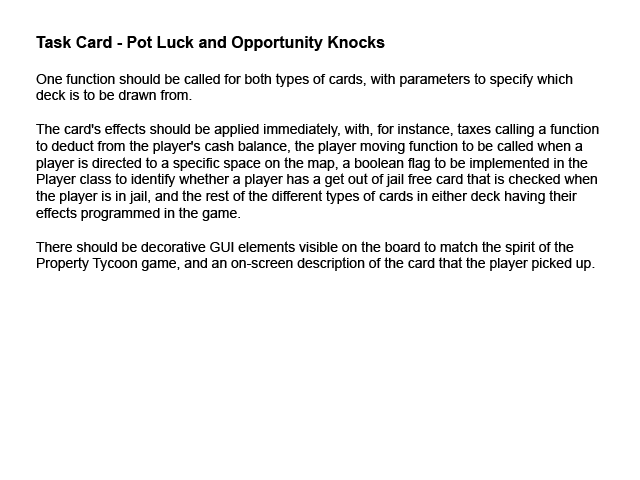 Task Card - Pot Luck and Opportunity Knocks
One function should be called for both types of cards, with parameters to specify which
deck is to be drawn from.
The card's effects should be applied immediately, with, for instance, taxes calling a function
to deduct from the player's cash balance, the player moving function to be called when a
player is directed to a specific space on the map, a boolean flag to be implemented in the
Player class to identify whether a player has a get out of jail free card that is checked when
the player is in jail, and the rest of the different types of cards in either deck having their
effects programmed in the game.
There should be decorative GUI elements visible on the board to match the spirit of the
Property Tycoon game, and an on-screen description of the card that the player picked up.